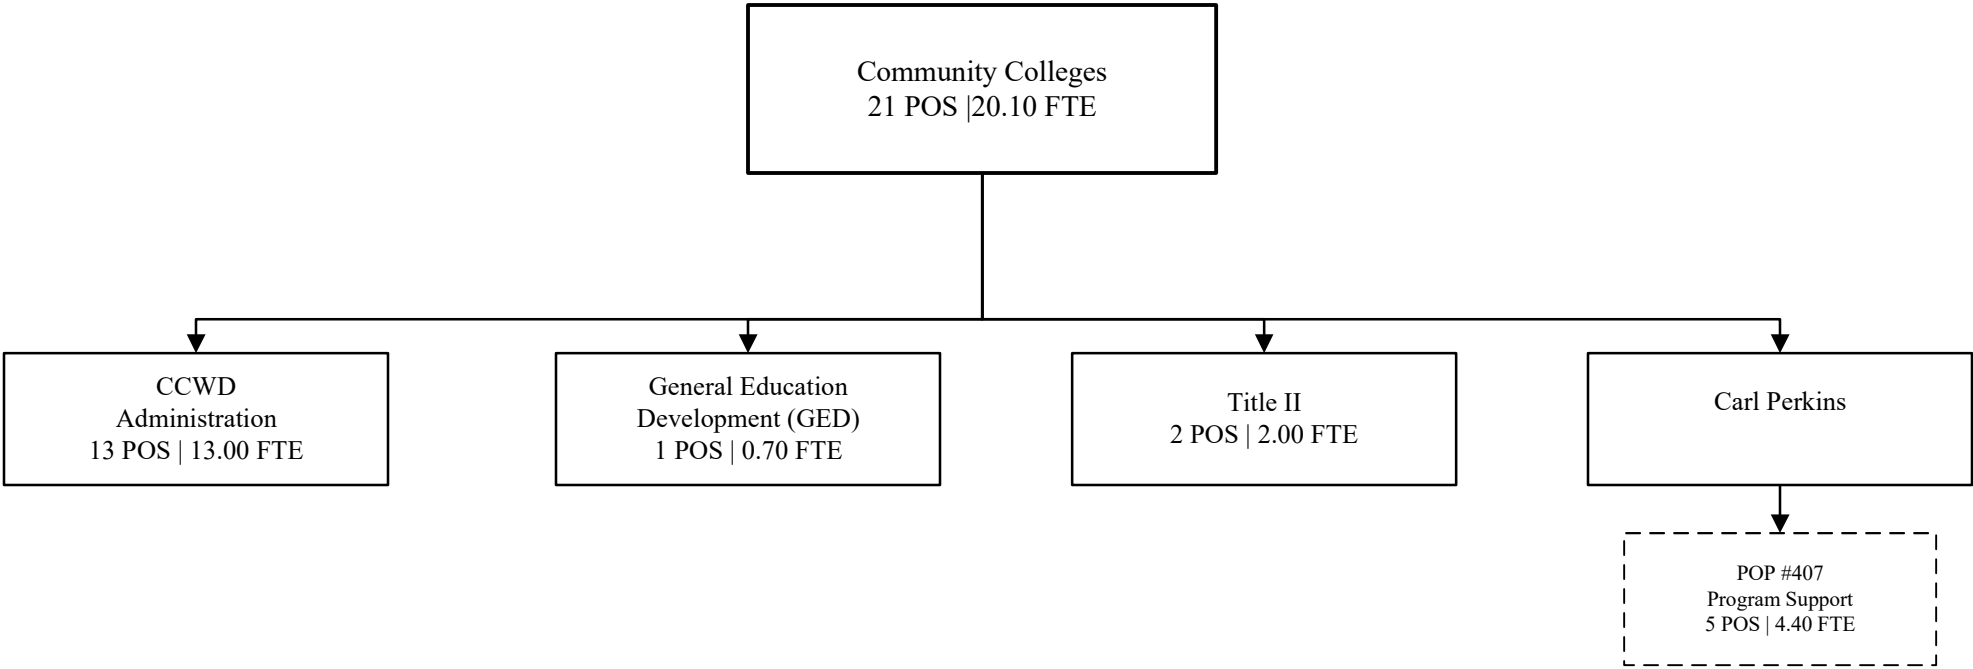 Community Colleges
21 POS |20.10 FTE
CCWD
Administration
13 POS | 13.00 FTE
General Education
Development (GED)
1 POS | 0.70 FTE
Title II
2 POS | 2.00 FTE
Carl Perkins
POP #407
Program Support
5 POS | 4.40 FTE